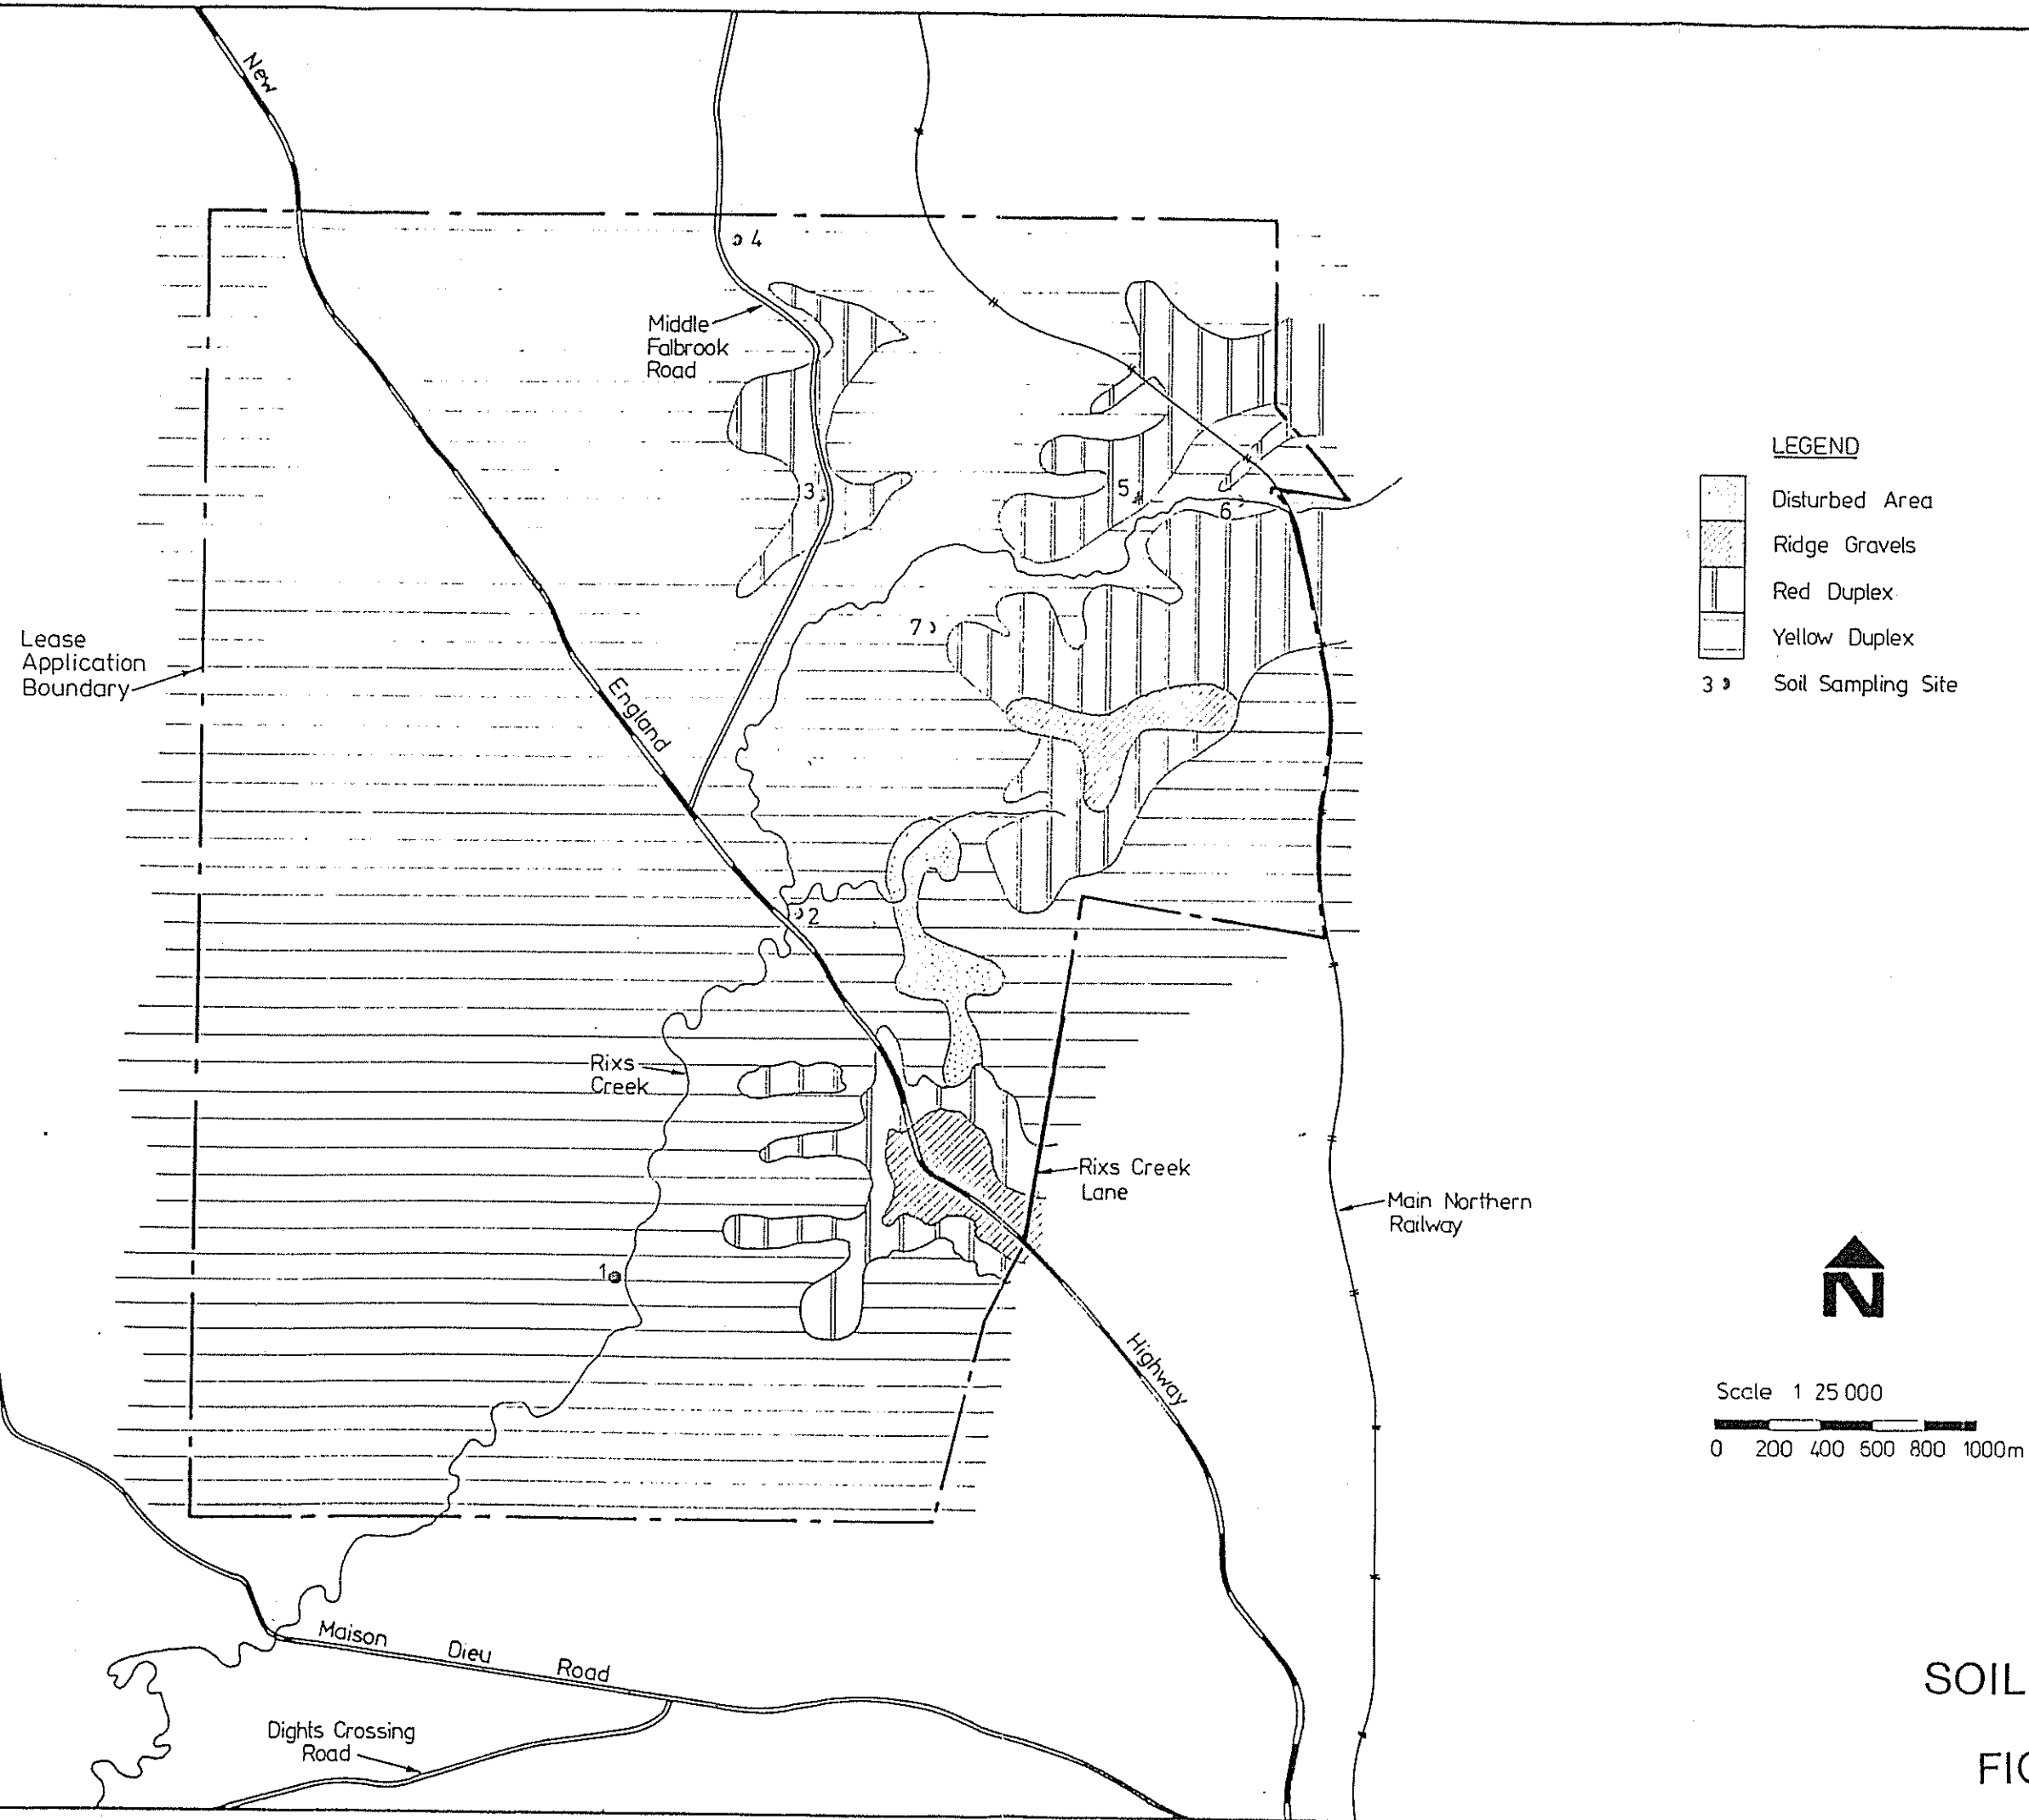 New
4
Middle
Falbrook
Road
3
5
6
7
Lease
Application
Boundary
England
2
Rixs
Creek
Rixs Creek
Lane
Main Northern
Railway
1
Highway
Maison Dieu Road
Dights Crossing
Road
LEGEND
Disturbed Area
Ridge Gravels
Red Duplex
Yellow Duplex
3 Soil Sampling Site
N
Scale 1 25 000
0 200 400 600 800 1000m
SOIL